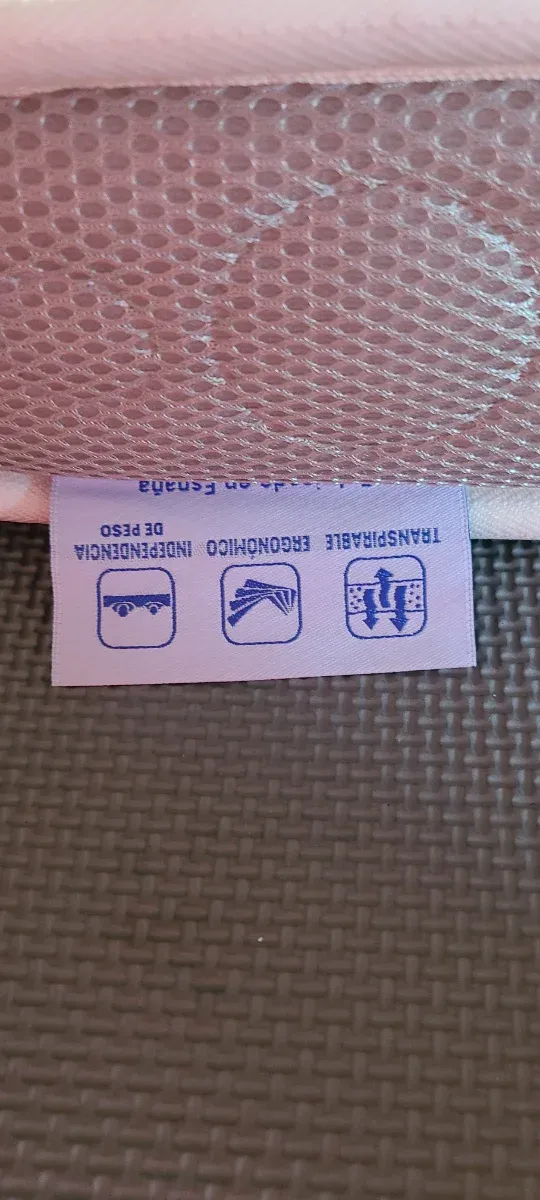 en España
TRANSPIRABLE ERGONÓMICO INDEPENDENCIA
DE PESO